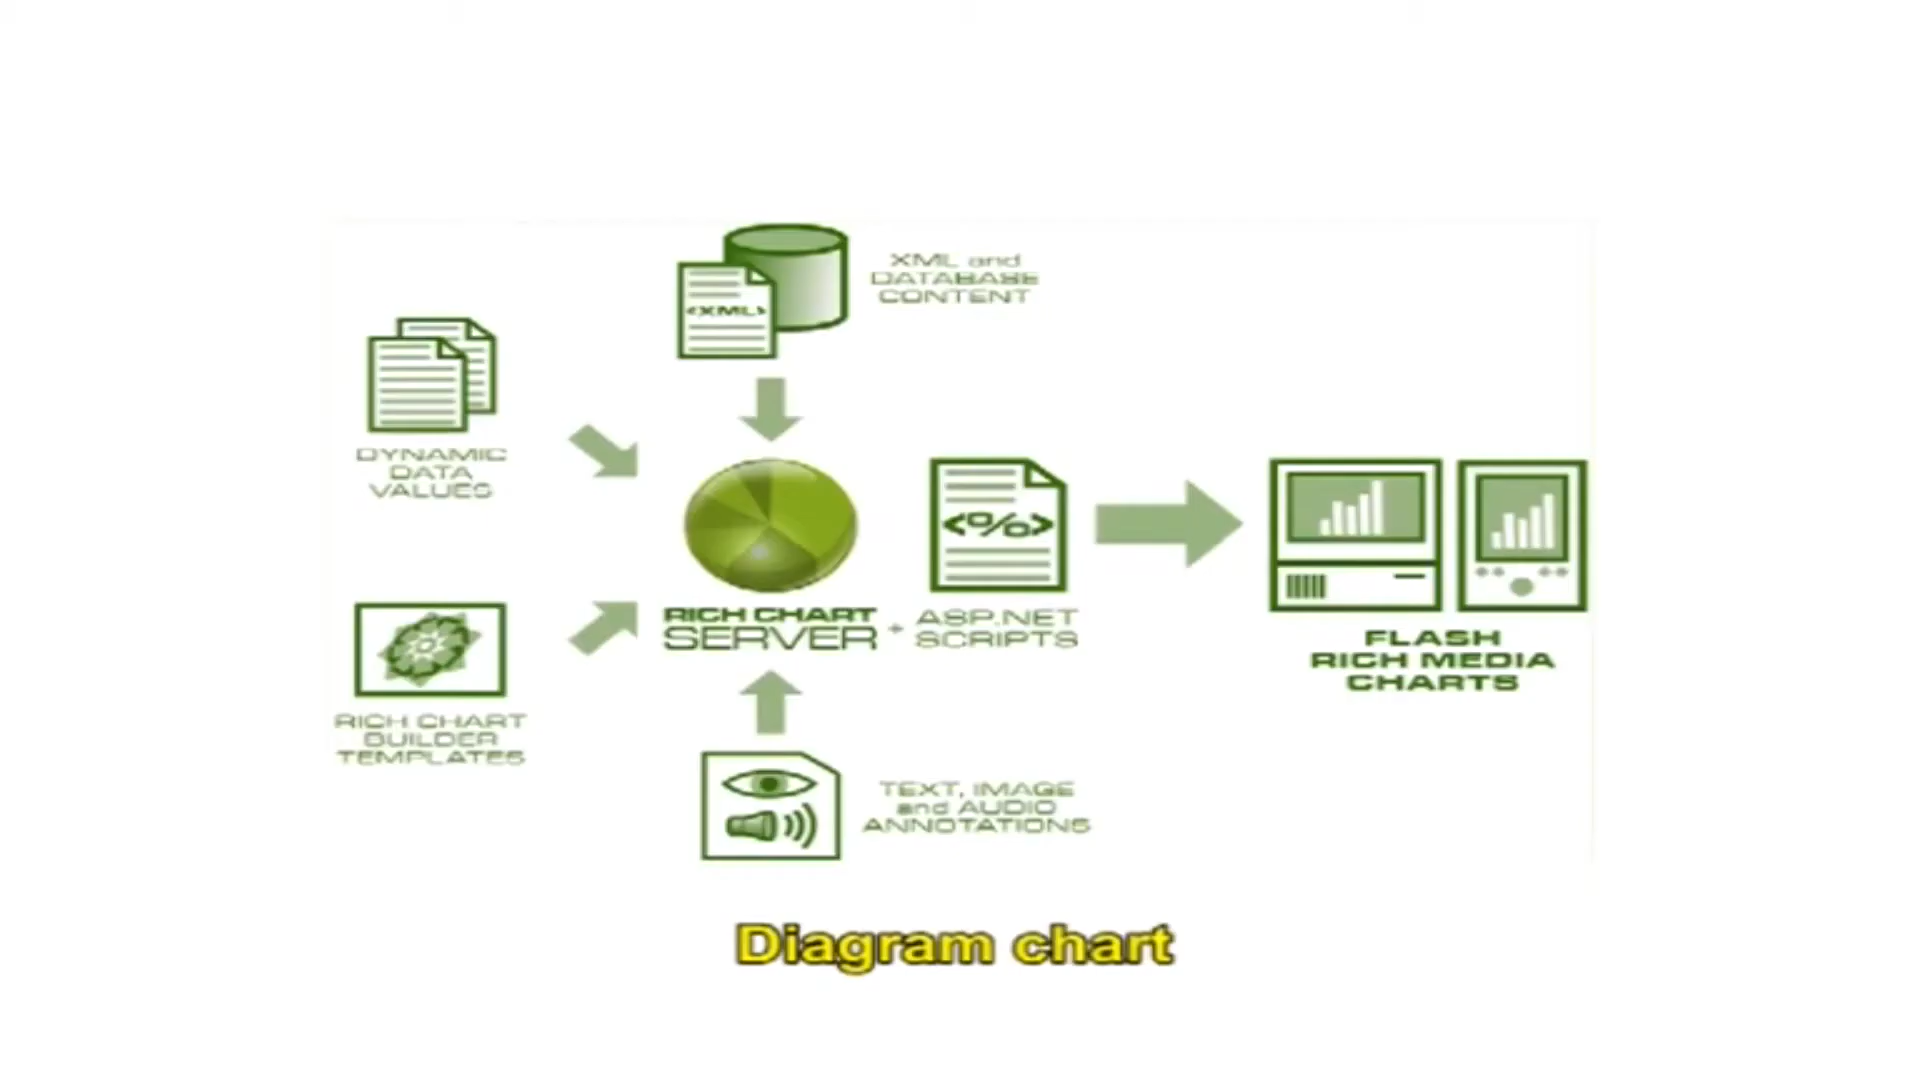 XML and
DATABASE
CONTENT
<XML>
DYNAMIC
DATA
VALUES
<%>
RICH CHART
SERVER
+
ASP.NET
SCRIPTS
FLASH
RICH MEDIA
CHARTS
RICH CHART
BUILDER
TEMPLATES
TEXT, IMAGE
and AUDIO
ANNOTATIONS
Diagram chart